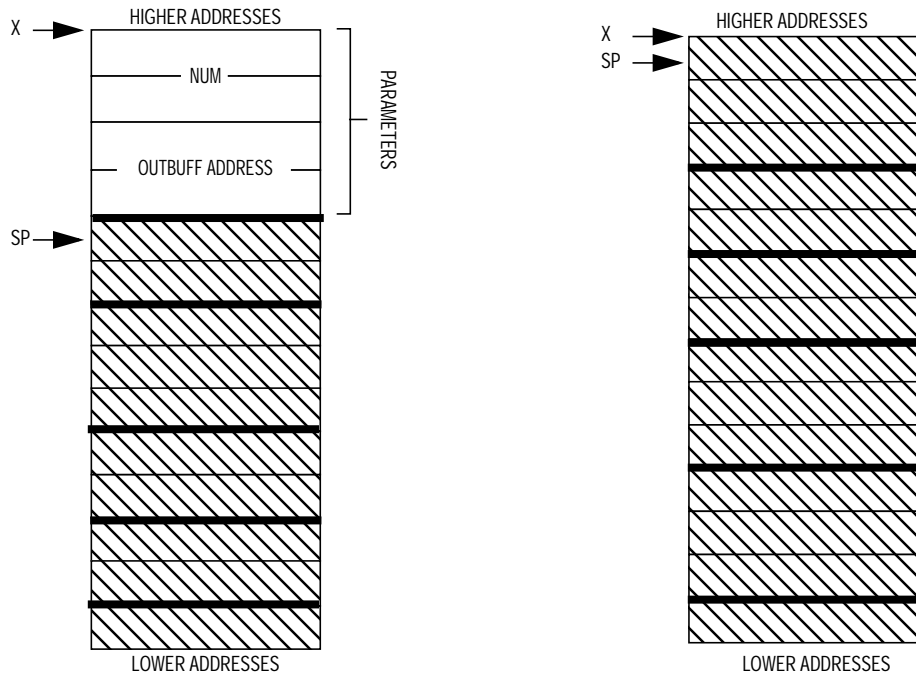 HIGHER ADDRESSES
X
NUM
OUTBUFF ADDRESS
PARAMETERS
SP
LOWER ADDRESSES
HIGHER ADDRESSES
X
SP
LOWER ADDRESSES